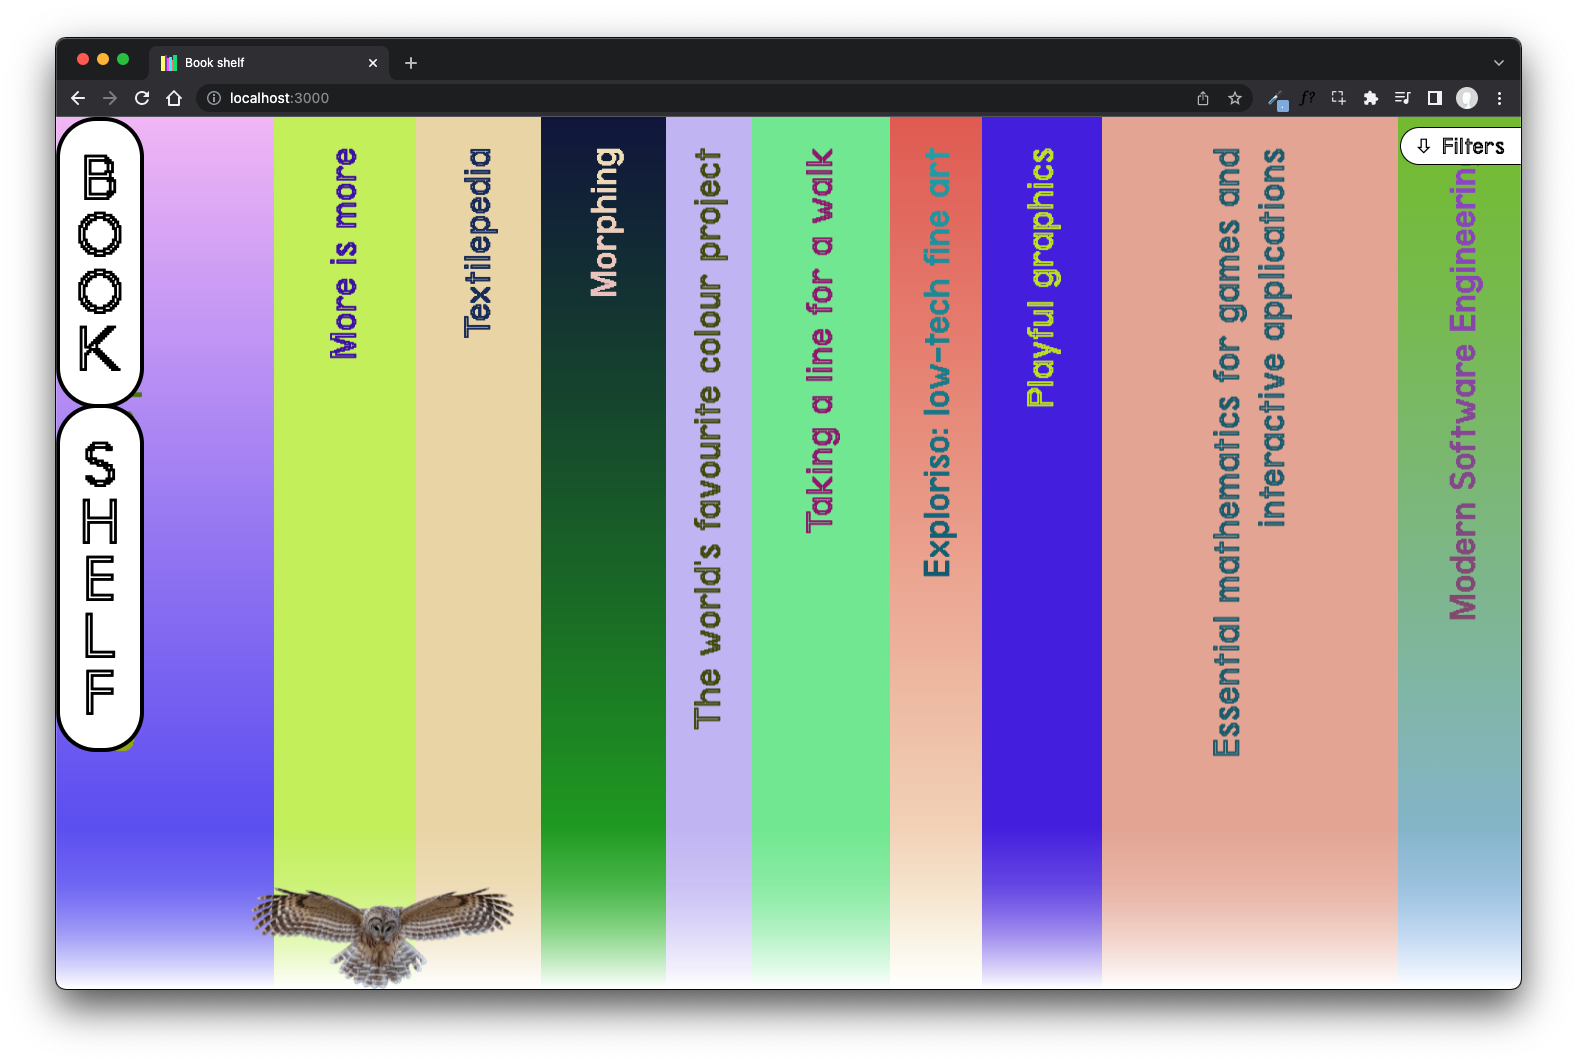 Book shelf
localhost:3000
f?
BOOK
SHELF
More is more
Textilepedia
Morphing
The world's favourite colour project
Taking a line for a walk
Exploriso: low-tech fine art
Playful graphics
Essential mathematics for games and
interactive applications
⇩ Filters
Modern Software